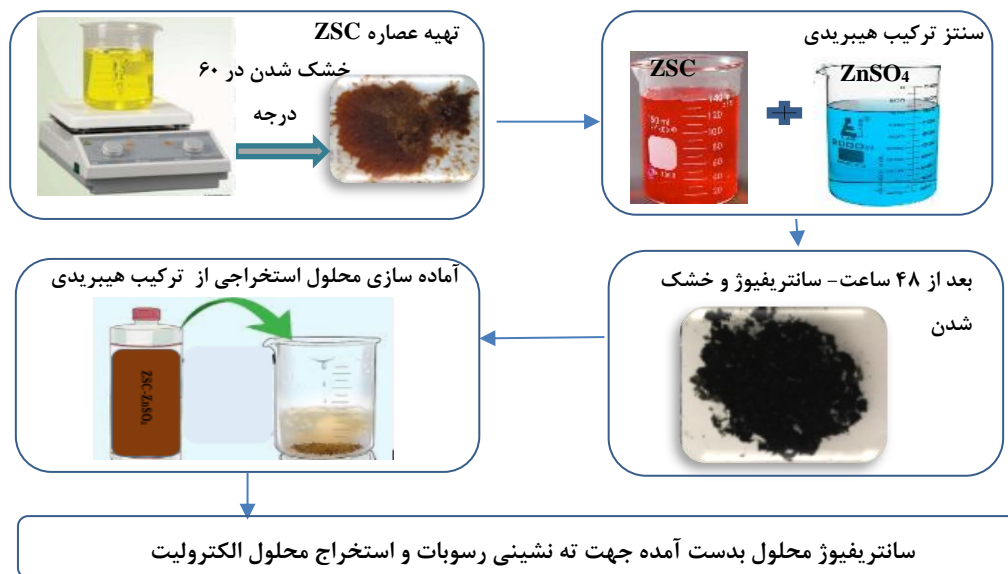 تهیه عصاره ZSC
خشک شدن در ۶۰
درجه
سنتز ترکیب هیبریدی
ZSC
ZnSO4
بعد از ۴۸ ساعت- سانتریفیوژ و خشک
شدن
آماده سازی محلول استخراجی از ترکیب هیبریدی
ZSC-ZnSO4
سانتریفیوژ محلول بدست آمده جهت ته نشینی رسوبات و استخراج محلول الکترولیت